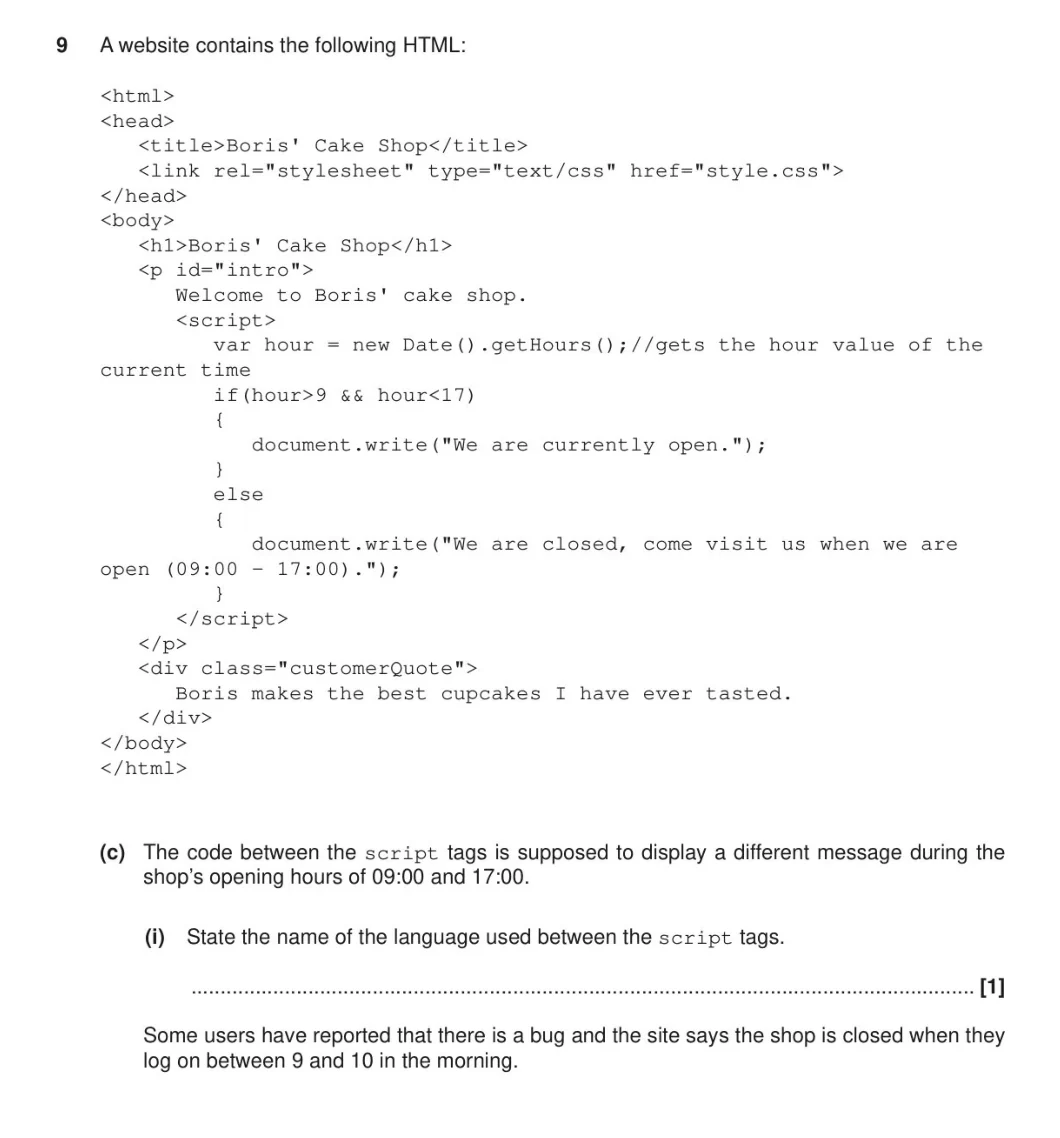 9 A website contains the following HTML:
<html>
<head>
<title>Boris' Cake Shop</title>
<link rel="stylesheet" type="text/css" href="style.css">
</head>
<body>
<h1>Boris' Cake Shop</h1>
<p id="intro">
Welcome to Boris' cake shop.
<script>
var hour = new Date().getHours();//gets the hour value of the
current time
if(hour>9 && hour<17)
{
document.write("We are currently open.");
}
else
{
document.write("We are closed, come visit us when we are
open (09:00 – 17:00).");
}
</script>
</p>
<div class="customerQuote">
Boris makes the best cupcakes I have ever tasted.
</div>
</body>
</html>
(c) The code between the script tags is supposed to display a different message during the
shop's opening hours of 09:00 and 17:00.
(i) State the name of the language used between the script tags.
[1]
Some users have reported that there is a bug and the site says the shop is closed when they
log on between 9 and 10 in the morning.